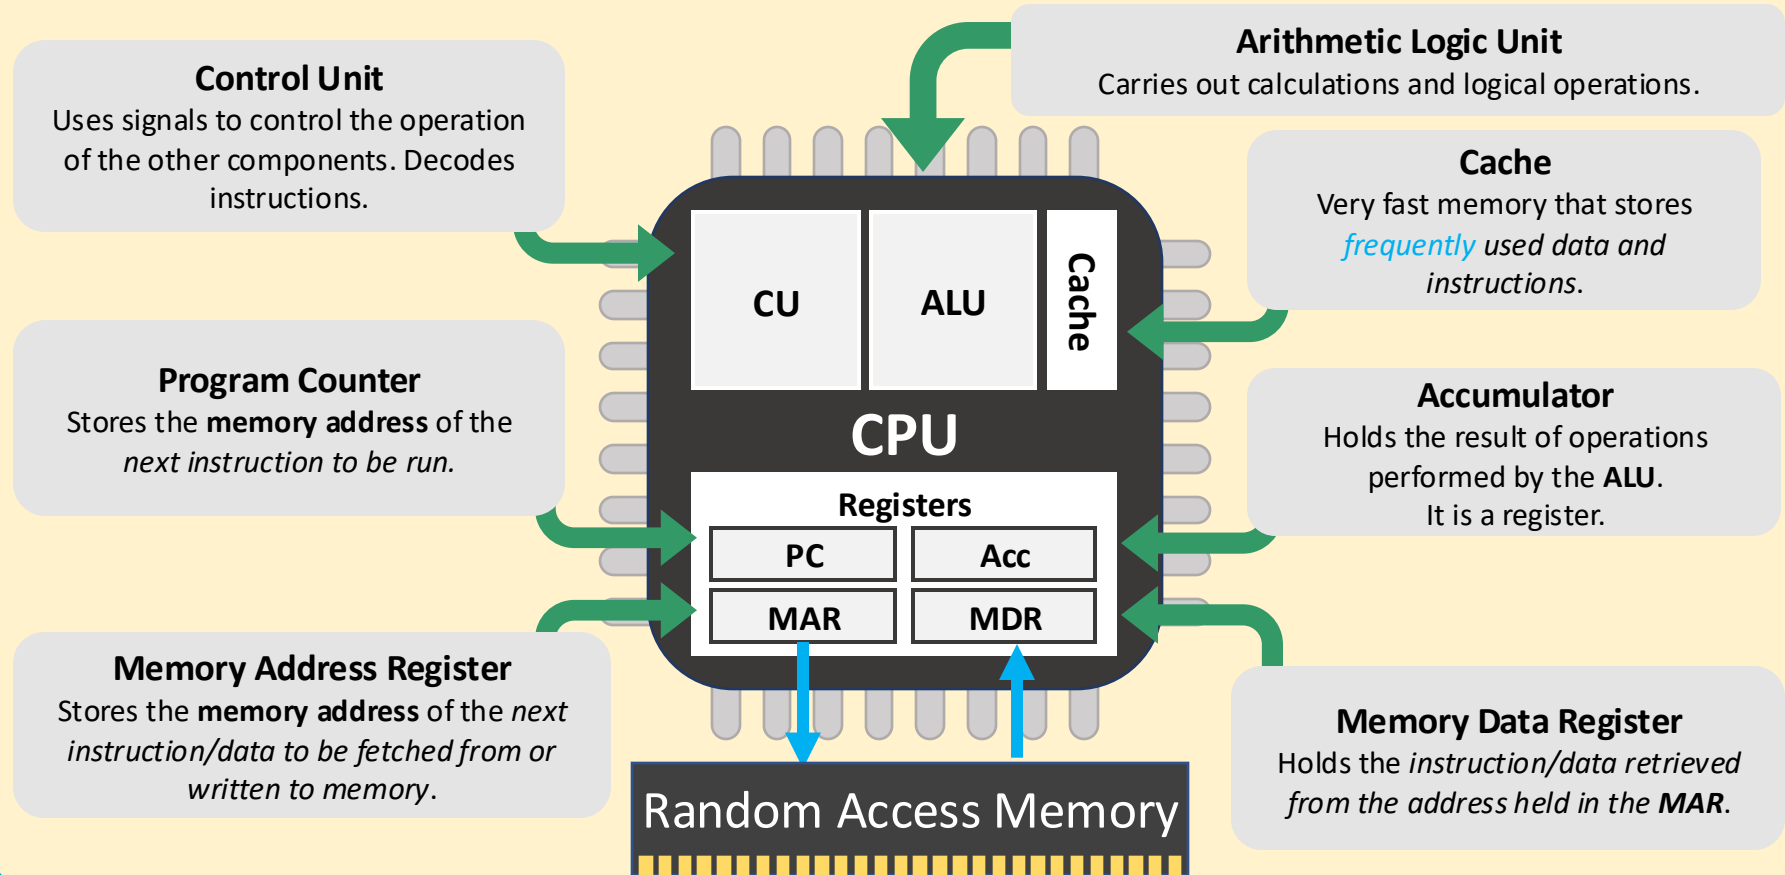 Control Unit
Uses signals to control the operation
of the other components. Decodes
instructions.
Arithmetic Logic Unit
Carries out calculations and logical operations.
Cache
Very fast memory that stores
frequently used data and
instructions.
Program Counter
Stores the memory address of the
next instruction to be run.
Accumulator
Holds the result of operations
performed by the ALU.
It is a register.
Memory Address Register
Stores the memory address of the next
instruction/data to be fetched from or
written to memory.
Memory Data Register
Holds the instruction/data retrieved
from the address held in the MAR.
CU
ALU
Cache
CPU
Registers
PC
Acc
MAR
MDR
Random Access Memory